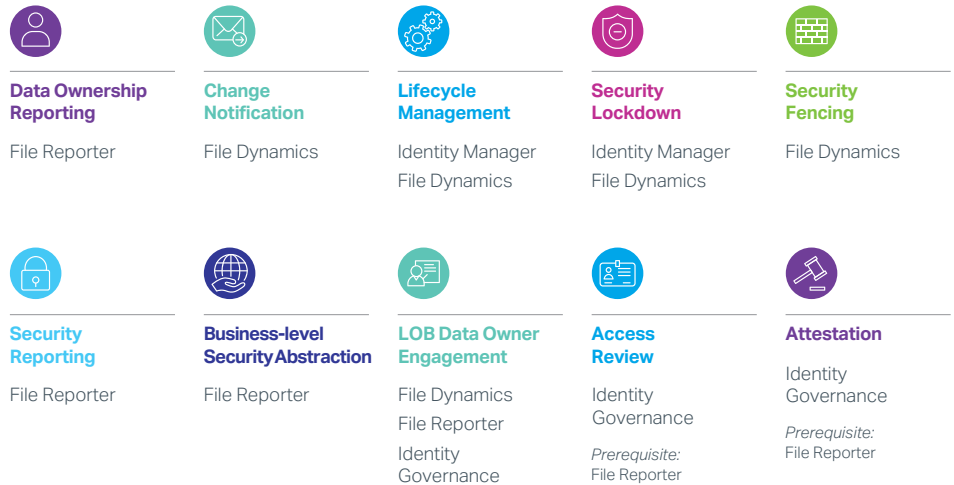 Data Ownership
Reporting
File Reporter
Change
Notification
File Dynamics
Lifecycle
Management
Identity Manager
File Dynamics
Security
Lockdown
Identity Manager
File Dynamics
Security
Fencing
File Dynamics
Security
Reporting
File Reporter
Business-level
Security Abstraction
File Reporter
LOB Data Owner
Engagement
File Dynamics
File Reporter
Identity
Governance
Access
Review
Identity
Governance
Prerequisite:
File Reporter
Attestation
Identity
Governance
Prerequisite:
File Reporter